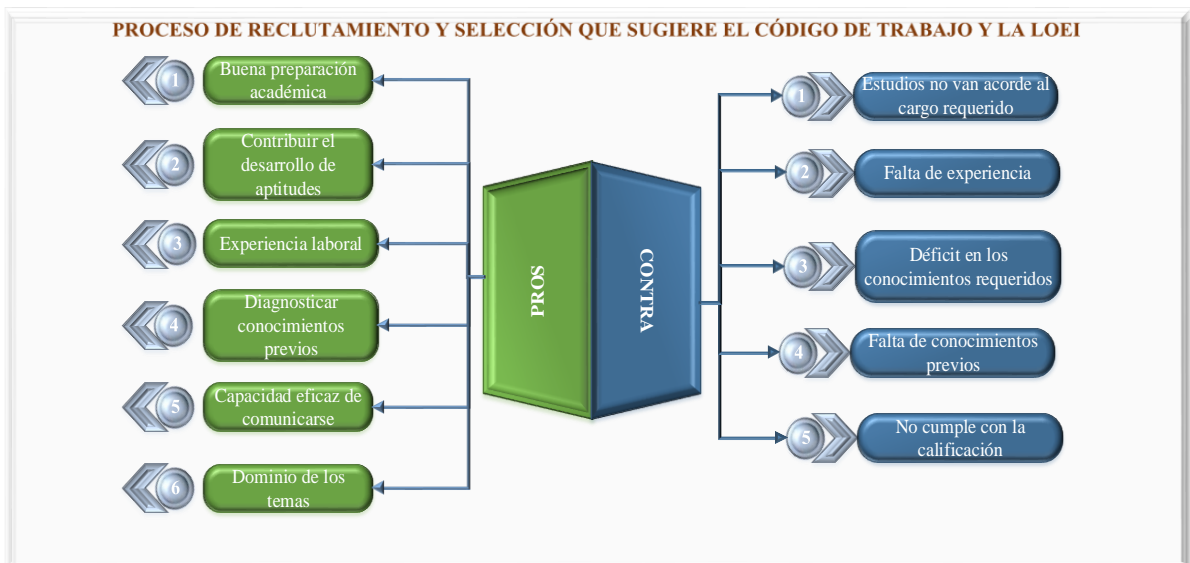 PROCESO DE RECLUTAMIENTO Y SELECCIÓN QUE SUGIERE EL CÓDIGO DE TRABAJO Y LA LOEI
1
Buena preparación
académica
2
Contribuir el
desarrollo de
aptitudes
3
Experiencia laboral
4
Diagnosticar
conocimientos
previos
5
Capacidad eficaz de
comunicarse
6
Dominio de los
temas
PROS
CONTRA
1
Estudios no van acorde al
cargo requerido
2
Falta de experiencia
3
Déficit en los
conocimientos requeridos
4
Falta de conocimientos
previos
5
No cumple con la
calificación